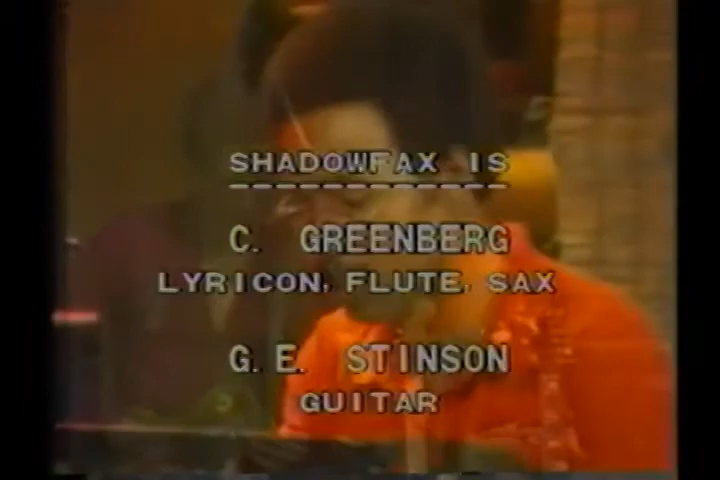 SHADOWFAX IS
C. GREENBERG
LYRICON, FLUTE, SAX
G.E. STINSON
GUITAR